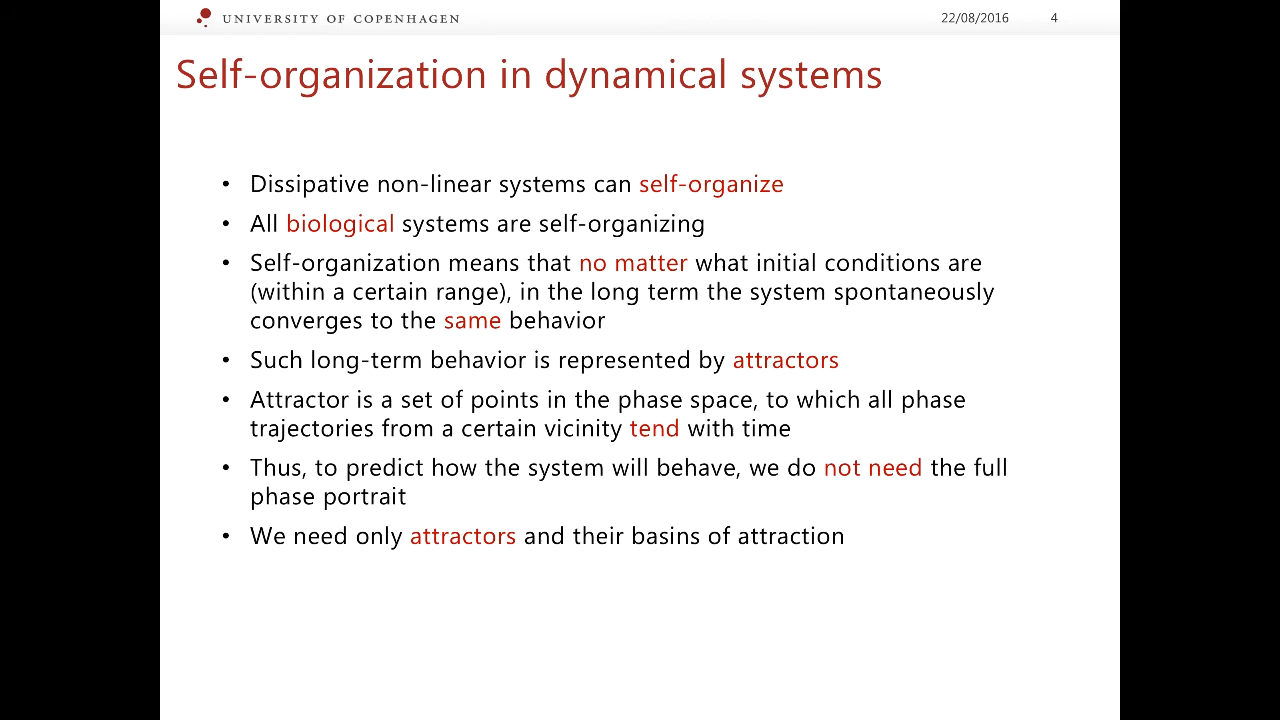 UNIVERSITY OF COPENHAGEN
22/08/2016 4
Self-organization in dynamical systems
• Dissipative non-linear systems can self-organize
• All biological systems are self-organizing
• Self-organization means that no matter what initial conditions are
(within a certain range), in the long term the system spontaneously
converges to the same behavior
• Such long-term behavior is represented by attractors
• Attractor is a set of points in the phase space, to which all phase
trajectories from a certain vicinity tend with time
• Thus, to predict how the system will behave, we do not need the full
phase portrait
• We need only attractors and their basins of attraction